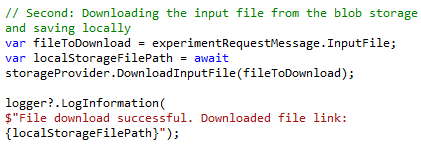 // Second: Downloading the input file from the blob storage
and saving locally
var fileToDownload = experimentRequestMessage.InputFile;
var localStorageFilePath = await
storageProvider.DownloadInputFile(fileToDownload);

logger?.LogInformation(
$"File download successful. Downloaded file link:
{localStorageFilePath}");